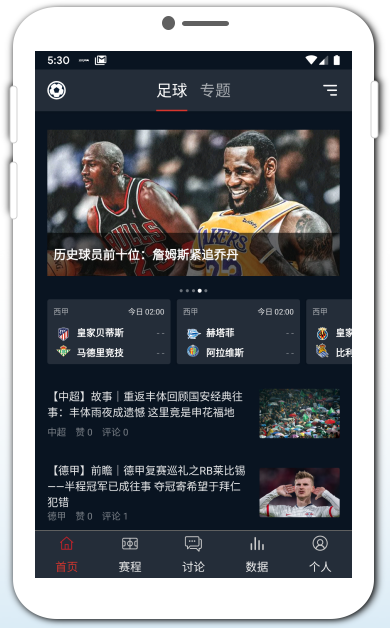 5:30
足球 专题
BULLS
LAKERS
23
历史球员前十位：詹姆斯紧追乔丹
西甲 今日 02:00
皇家贝蒂斯 --
马德里竞技 --
西甲 今日 02:00
赫塔菲 --
阿拉维斯 --
西甲
皇家
比利
【中超】故事｜重返丰体回顾国安经典往
事：丰体雨夜成遗憾 这里竟是申花福地
中超 赞 0 评论 0
【德甲】前瞻｜德甲复赛巡礼之RB莱比锡
——半程冠军已成往事 夺冠寄希望于拜仁
犯错
德甲 赞 0 评论 1
首页 赛程 讨论 数据 个人